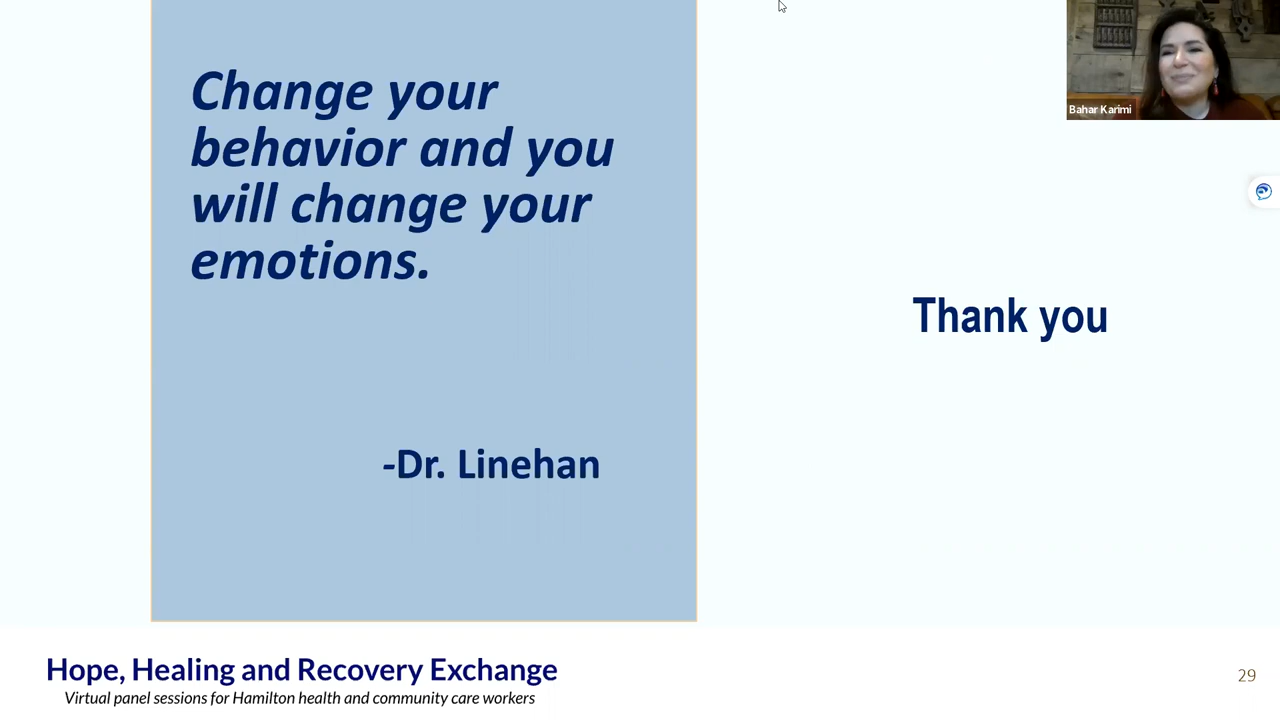 Change your
behavior and you
will change your
emotions.
-Dr. Linehan
Thank you
Bahar Karimi
Hope, Healing and Recovery Exchange
Virtual panel sessions for Hamilton health and community care workers
29